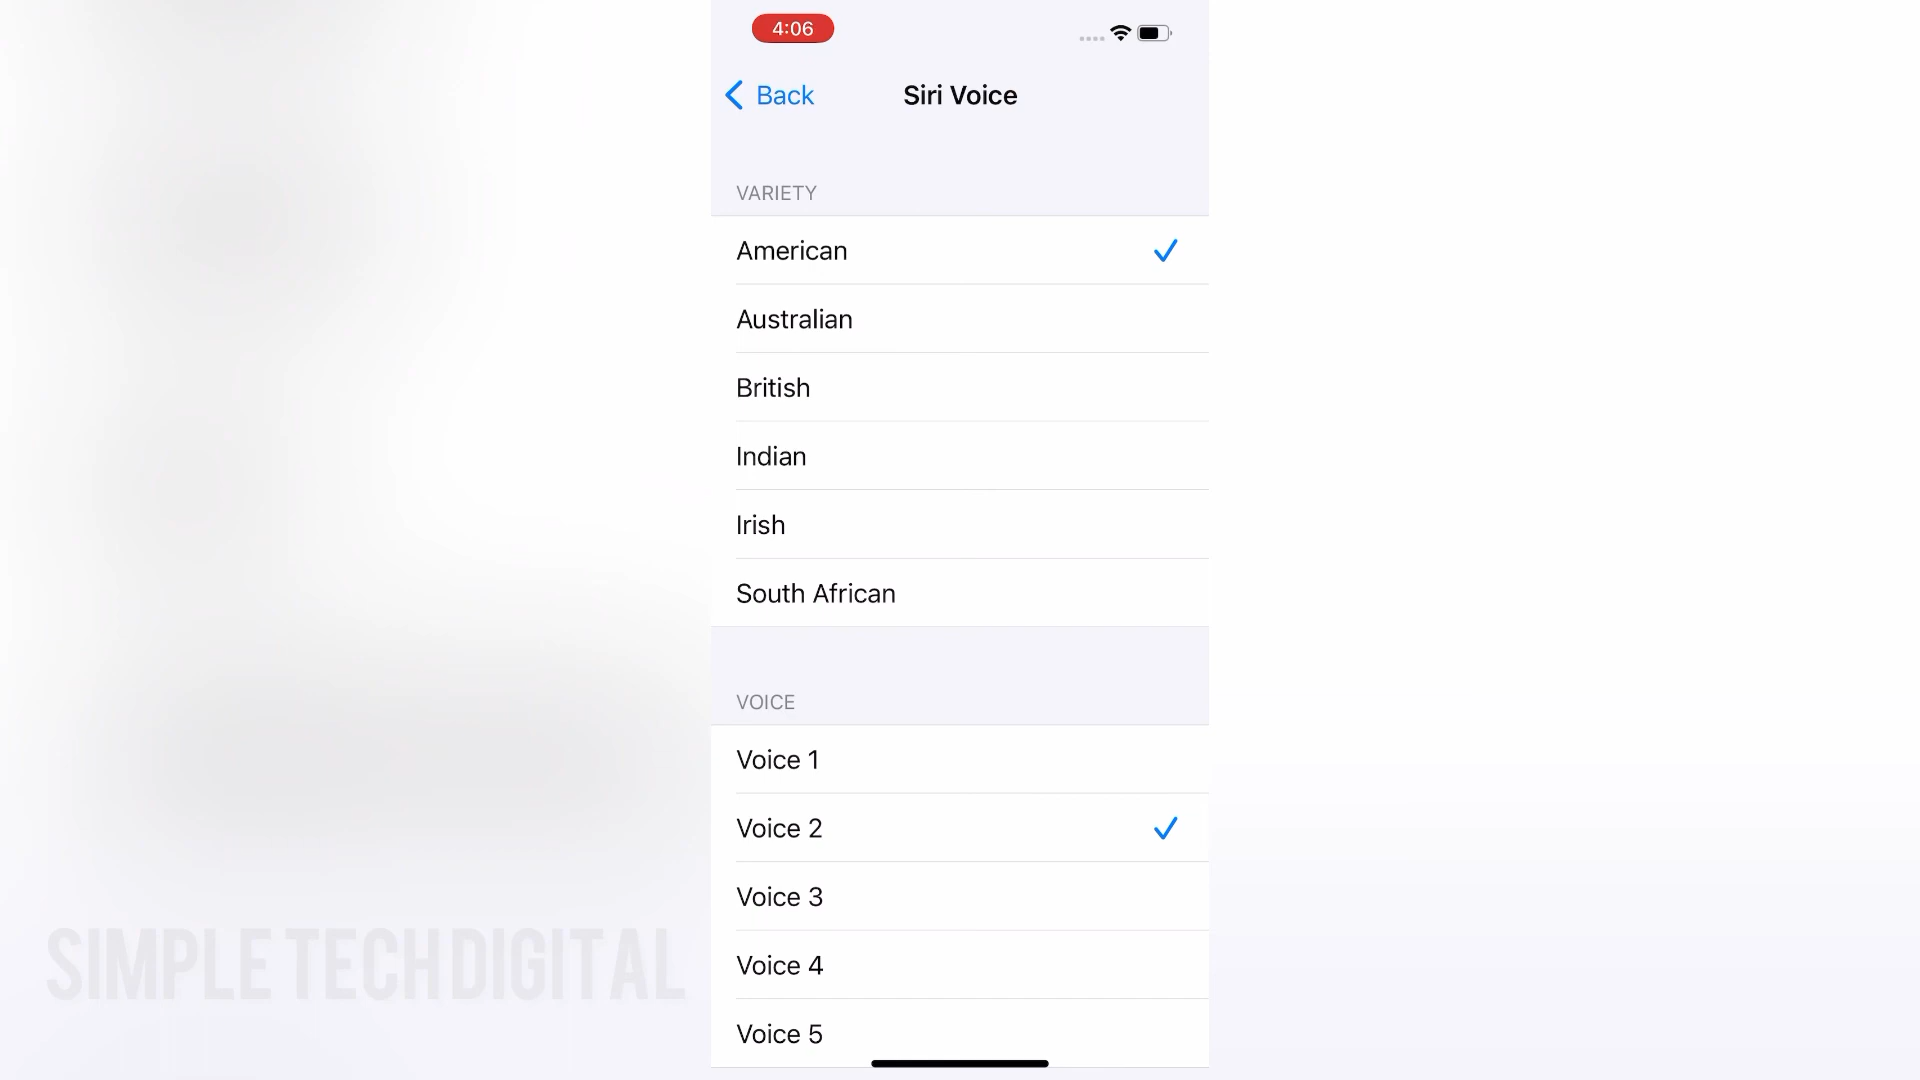 4:06
Back
Siri Voice
VARIETY
American
Australian
British
Indian
Irish
South African
VOICE
Voice 1
Voice 2
Voice 3
Voice 4
Voice 5
SIMPLE TECH DIGITAL